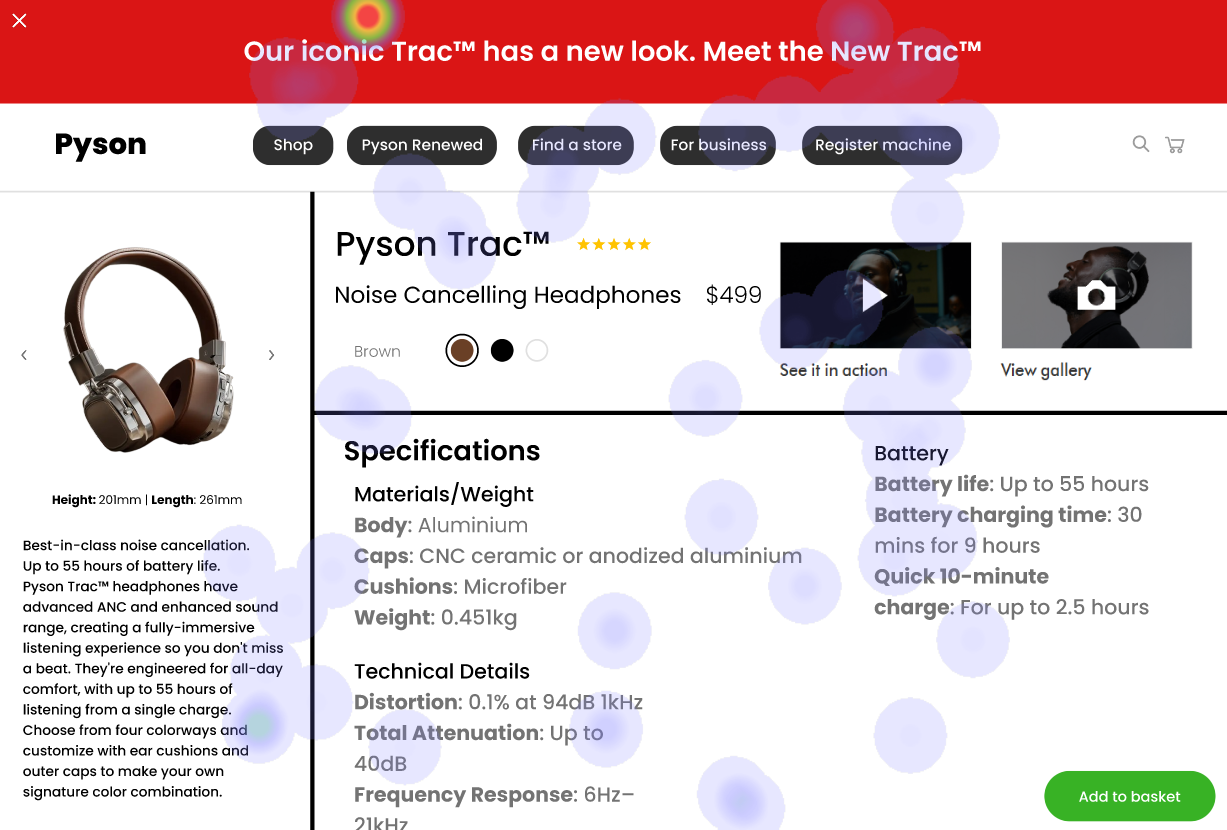 Our iconic Trac™ has a new look. Meet the New Trac™
Pyson
Shop
Pyson Renewed
Find a store
For business
Register machine
Pyson Trac™
Noise Cancelling Headphones $499
Brown
See it in action
View gallery
Height: 201mm | Length: 261mm
Best-in-class noise cancellation.
Up to 55 hours of battery life.
Pyson Trac™ headphones have
advanced ANC and enhanced sound
range, creating a fully-immersive
listening experience so you don't miss
a beat. They're engineered for all-day
comfort, with up to 55 hours of
listening from a single charge.
Choose from four colorways and
customize with ear cushions and
outer caps to make your own
signature color combination.
Specifications
Materials/Weight
Body: Aluminium
Caps: CNC ceramic or anodized aluminium
Cushions: Microfiber
Weight: 0.451kg
Technical Details
Distortion: 0.1% at 94dB 1kHz
Total Attenuation: Up to
40dB
Frequency Response: 6Hz–
21kHz
Battery
Battery life: Up to 55 hours
Battery charging time: 30
mins for 9 hours
Quick 10-minute
charge: For up to 2.5 hours
Add to basket